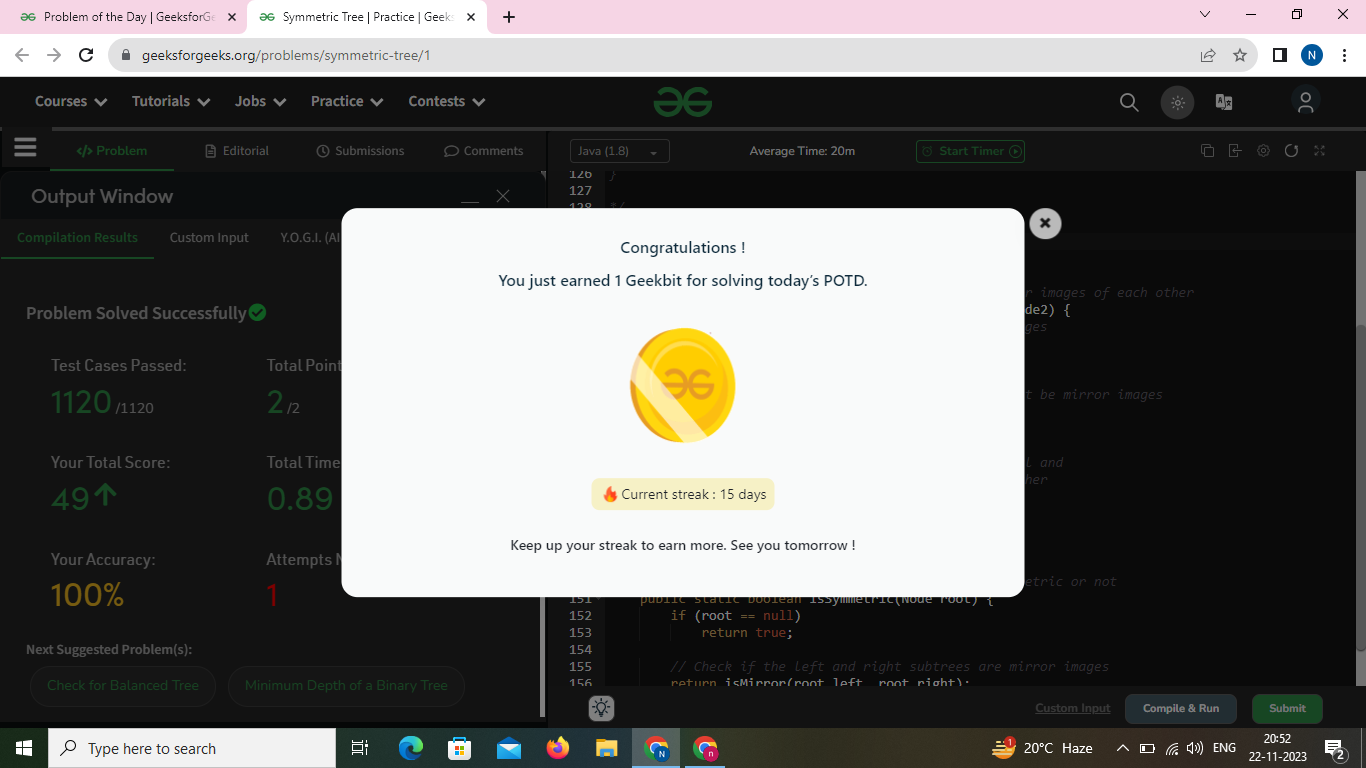 Problem of the Day | GeeksforGe
Symmetric Tree | Practice | Geeks
geeksforgeeks.org/problems/symmetric-tree/1
N
Courses
Tutorials
Jobs
Practice
Contests
</> Problem
Editorial
Submissions
Comments
Java (1.8)
Average Time: 20m
Start Timer
Output Window
Compilation Results
Custom Input
Y.O.G.I. (AI
Problem Solved Successfully
Test Cases Passed:
1120 /1120
Total Point
2 /2
Your Total Score:
49
Total Time
0.89
Your Accuracy:
100%
Attempts N
1
Next Suggested Problem(s):
Check for Balanced Tree
Minimum Depth of a Binary Tree
Congratulations !
You just earned 1 Geekbit for solving today's POTD.
Current streak : 15 days
Keep up your streak to earn more. See you tomorrow !
126 }
127
128 */
r images of each other
de2) {
ges
t be mirror images
l and
her
etric or not
151 public static boolean isSymmetric(Node root) {
152 if (root == null)
153 return true;
154
155 // Check if the left and right subtrees are mirror images
156 return isMirror(root.left, root.right);
Custom Input
Compile & Run
Submit
Type here to search
N
n
1
20°C Haze
ENG
20:52
22-11-2023
2